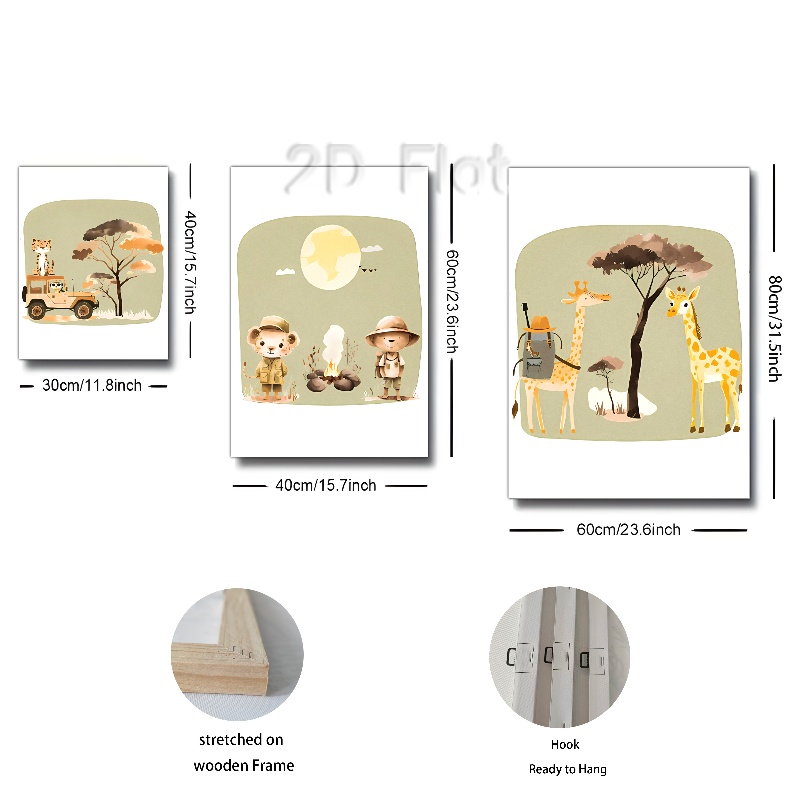 2D Flat
40cm/15.7inch
30cm/11.8inch
60cm/23.6inch
40cm/15.7inch
80cm/31.5inch
60cm/23.6inch
stretched on
wooden Frame
Hook
Ready to Hang